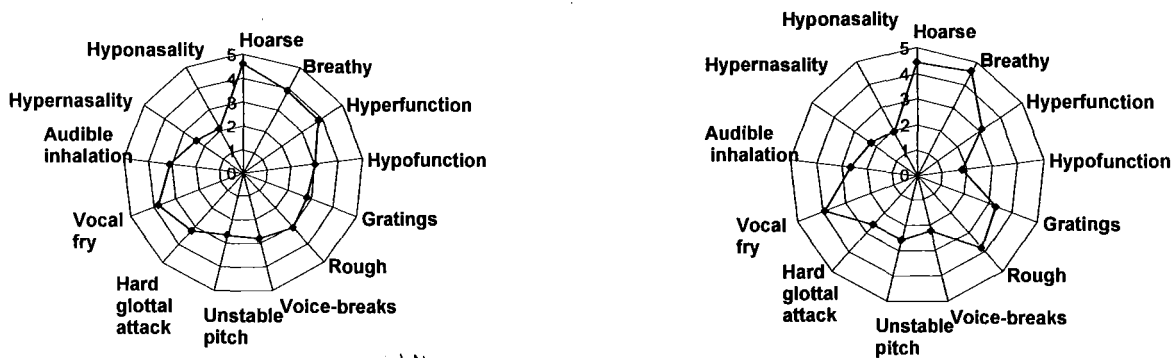 Hoarse
Hyponasality
Breathy
Hypernasality
Hyperfunction
Audible
inhalation
Hypofunction
Vocal
fry
Gratings
Hard
glottal
attack
Rough
Unstable
pitch
Voice-breaks
5
4
3
2
1
0
Hoarse
Hyponasality
Breathy
Hypernasality
Hyperfunction
Audible
inhalation
Hypofunction
Vocal
fry
Gratings
Hard
glottal
attack
Rough
Unstable
pitch
Voice-breaks
5
4
3
2
1
0